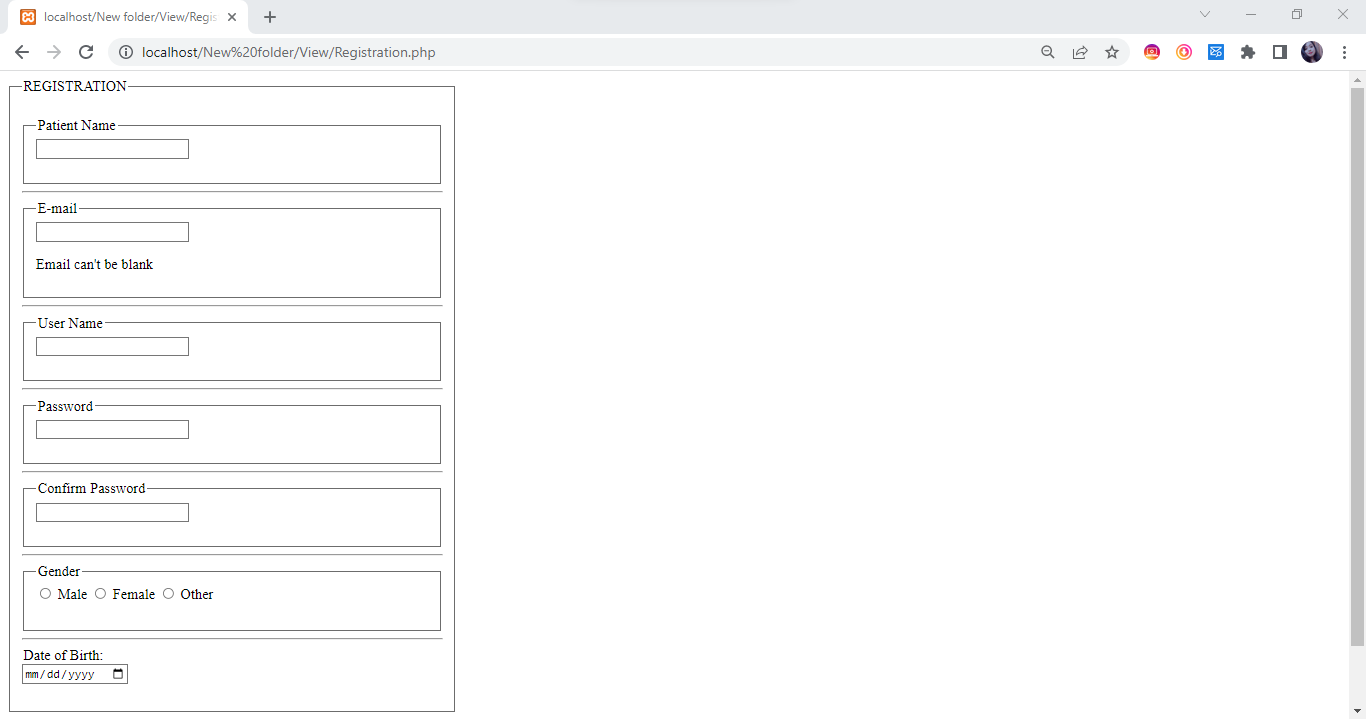 localhost/New folder/View/Regis
localhost/New%20folder/View/Registration.php
REGISTRATION
Patient Name
E-mail
Email can't be blank
User Name
Password
Confirm Password
Gender
Male Female Other
Date of Birth:
mm/dd/yyyy